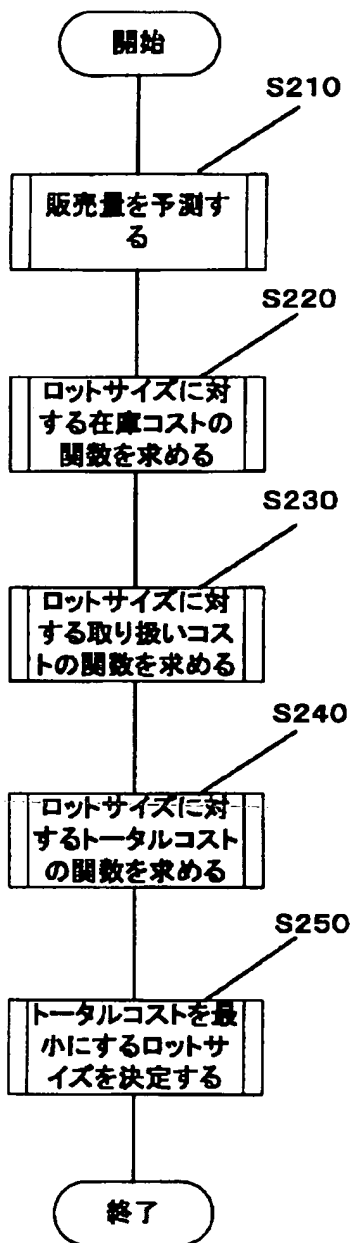 開始
S210
販売量を予測す
る
S220
ロットサイズに対
する在庫コストの
関数を求める
S230
ロットサイズに対
する取り扱いコス
トの関数を求める
S240
ロットサイズに対
するトータルコスト
の関数を求める
S250
トータルコストを最
小にするロットサ
イズを決定する
終了